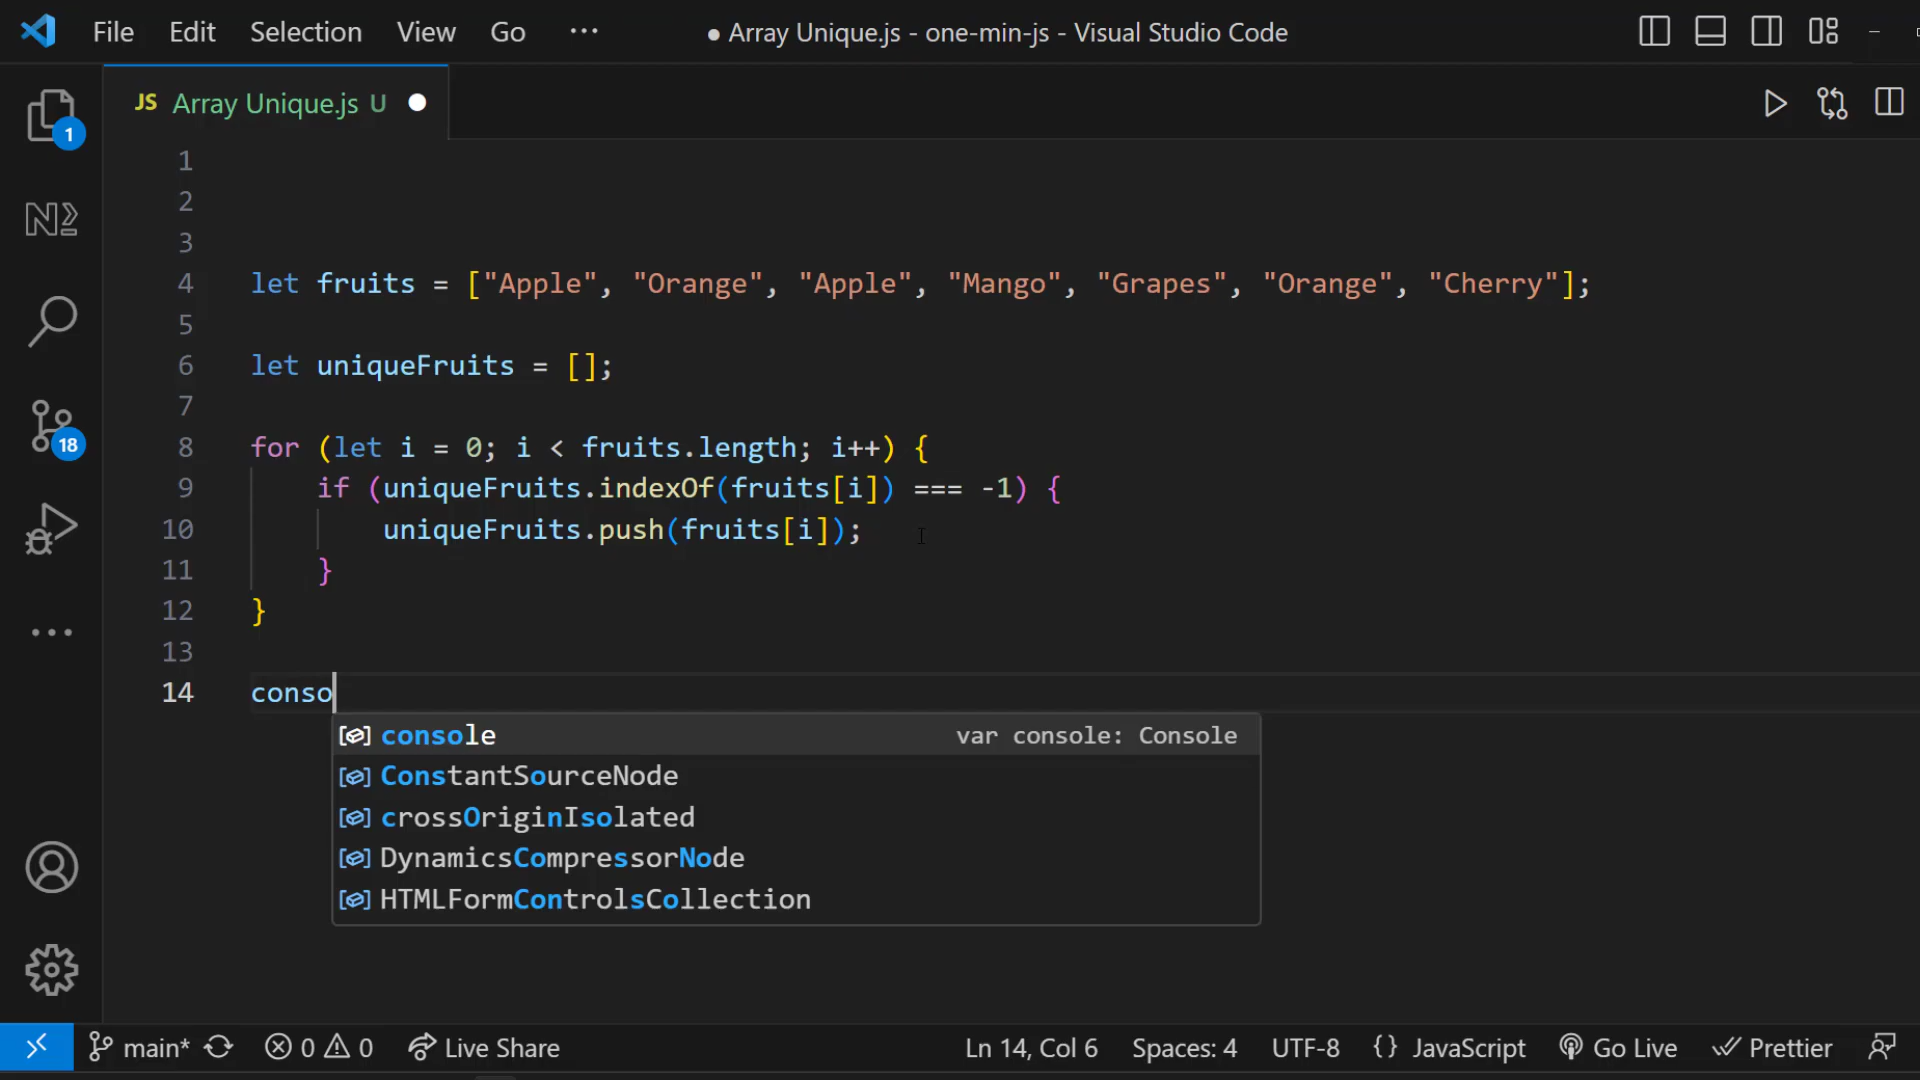 File Edit Selection View Go ··· ● Array Unique.js - one-min-js - Visual Studio Code
JS Array Unique.js U ●
1
1
2
3
4 let fruits = ["Apple", "Orange", "Apple", "Mango", "Grapes", "Orange", "Cherry"];
5
6 let uniqueFruits = [];
7
8 for (let i = 0; i < fruits.length; i++) {
9 if (uniqueFruits.indexOf(fruits[i]) === -1) {
10 uniqueFruits.push(fruits[i]);
11 }
12 }
13
14 conso
console var console: Console
ConstantSourceNode
crossOriginIsolated
DynamicsCompressorNode
HTMLFormControlsCollection
18
main* 0 0 Live Share Ln 14, Col 6 Spaces: 4 UTF-8 {} JavaScript Go Live Prettier